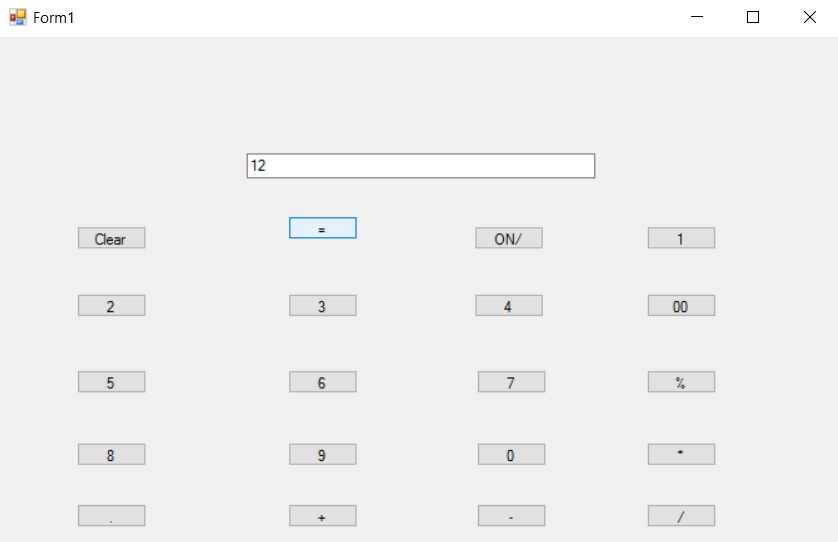 Form1
12
Clear = ON/ 1
2 3 4 00
5 6 7 %
8 9 0 *
. + - /